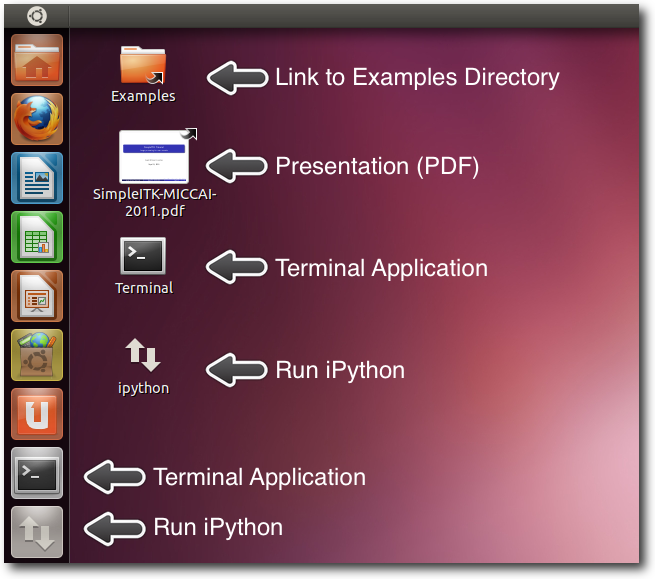 Examples
Link to Examples Directory
Presentation (PDF)
SimpleITK-MICCAI-
2011.pdf
Terminal
Terminal Application
ipython
Run iPython
Terminal Application
Run iPython